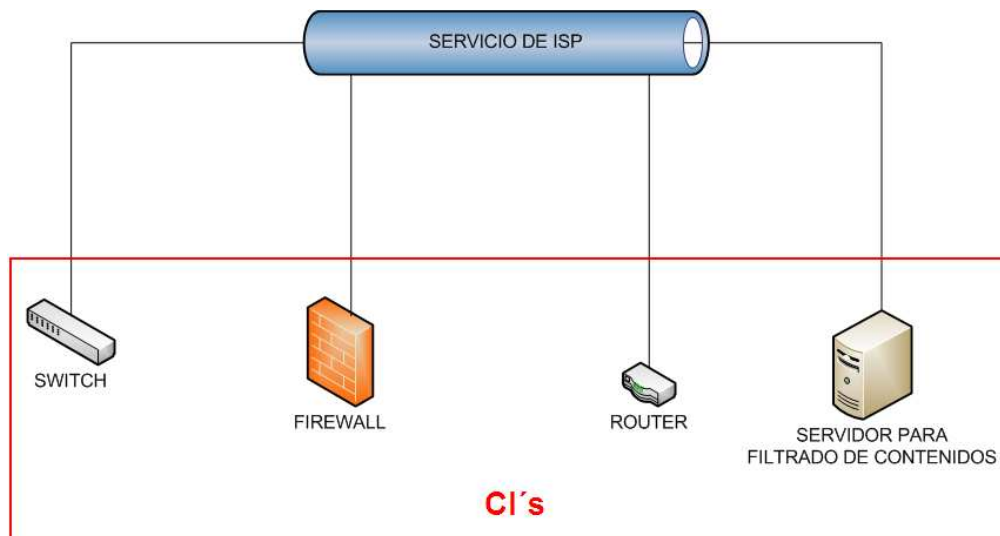 SERVICIO DE ISP
SWITCH
FIREWALL
ROUTER
SERVIDOR PARA
FILTRADO DE CONTENIDOS
CI´s